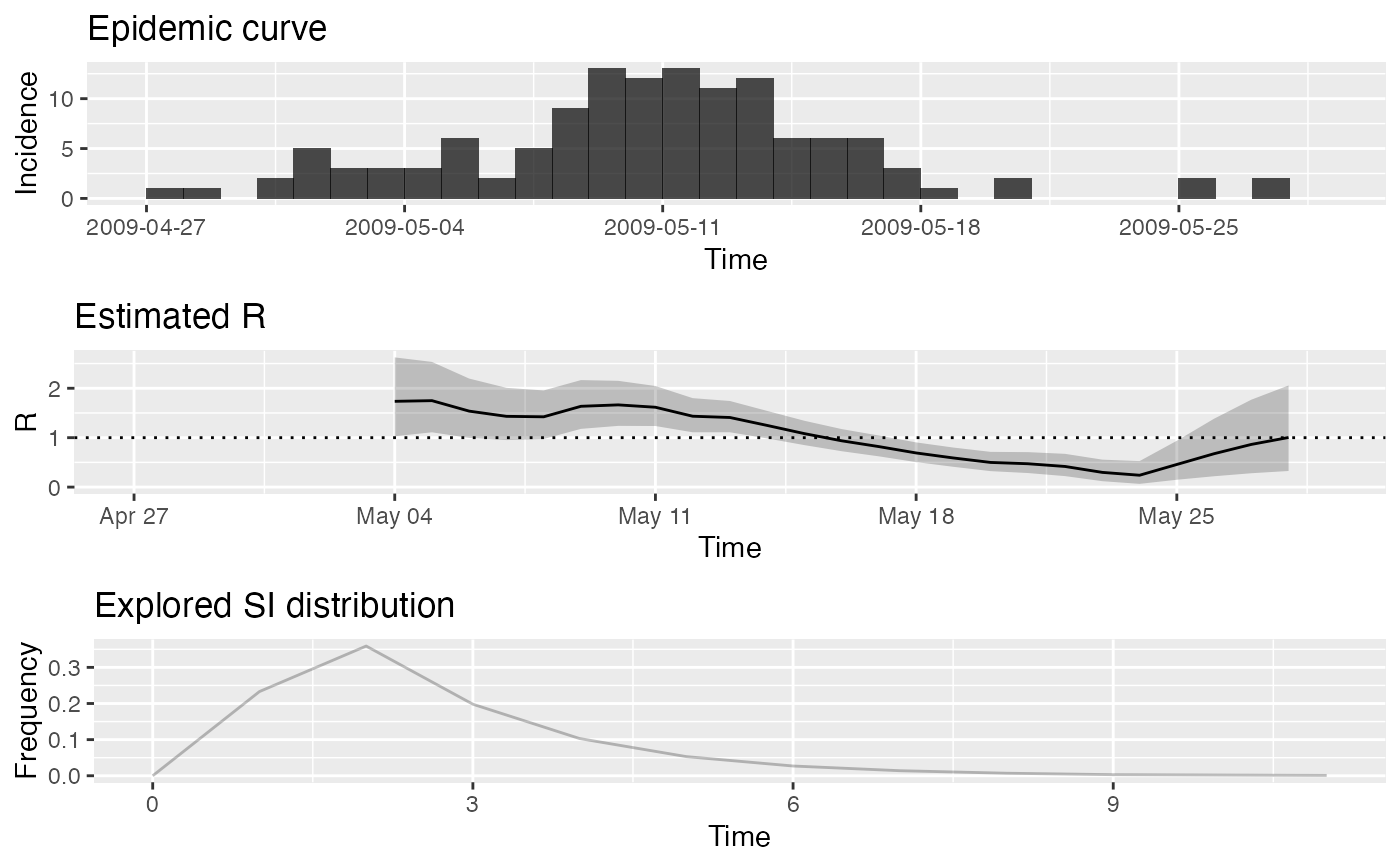 Epidemic curve
Incidence
10
5
0
2009-04-27 2009-05-04 2009-05-11 2009-05-18 2009-05-25
Time
Estimated R
R
2
1
0
Apr 27 May 04 May 11 May 18 May 25
Time
Explored SI distribution
Frequency
0.3
0.2
0.1
0.0
0 3 6 9
Time